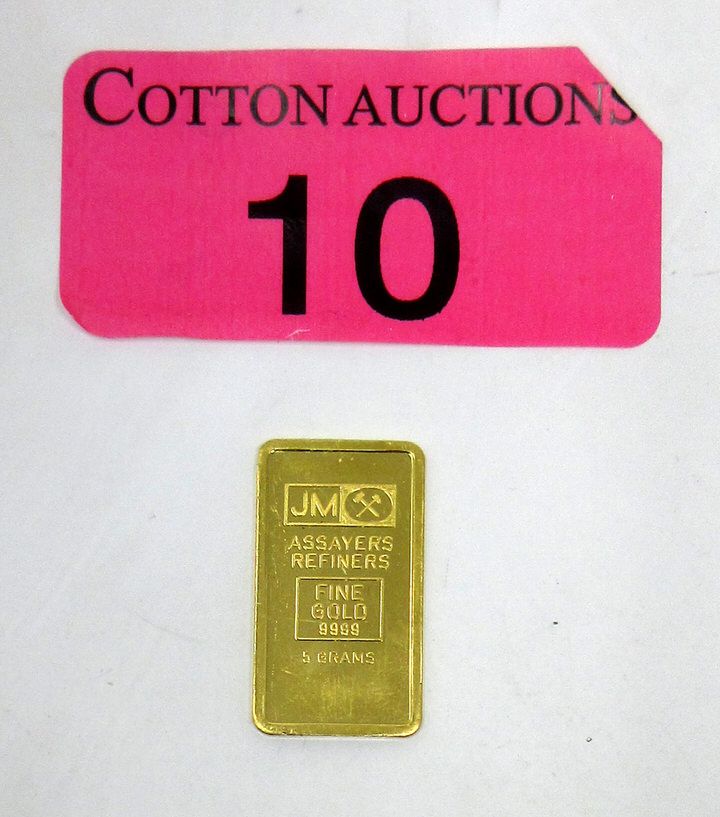 COTTON AUCTIONS
10
JM
ASSAYERS
REFINERS
FINE
GOLD
9999
5 GRAMS